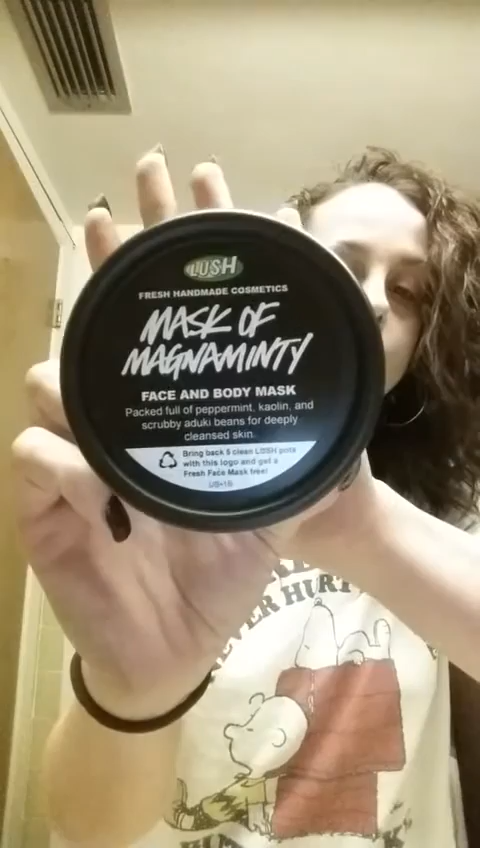 LUSH
FRESH HANDMADE COSMETICS
MASK OF
MAGNAMINTY
FACE AND BODY MASK
Packed full of peppermint, kaolin, and
scrubby aduki beans for deeply
cleansed skin.
Bring back 5 clean LUSH pots
with this logo and get a
Fresh Face Mask free!
HURT